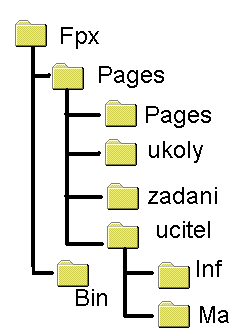 Fpx
Pages
Pages
ukoly
zadani
ucitel
Inf
Bin
Ma